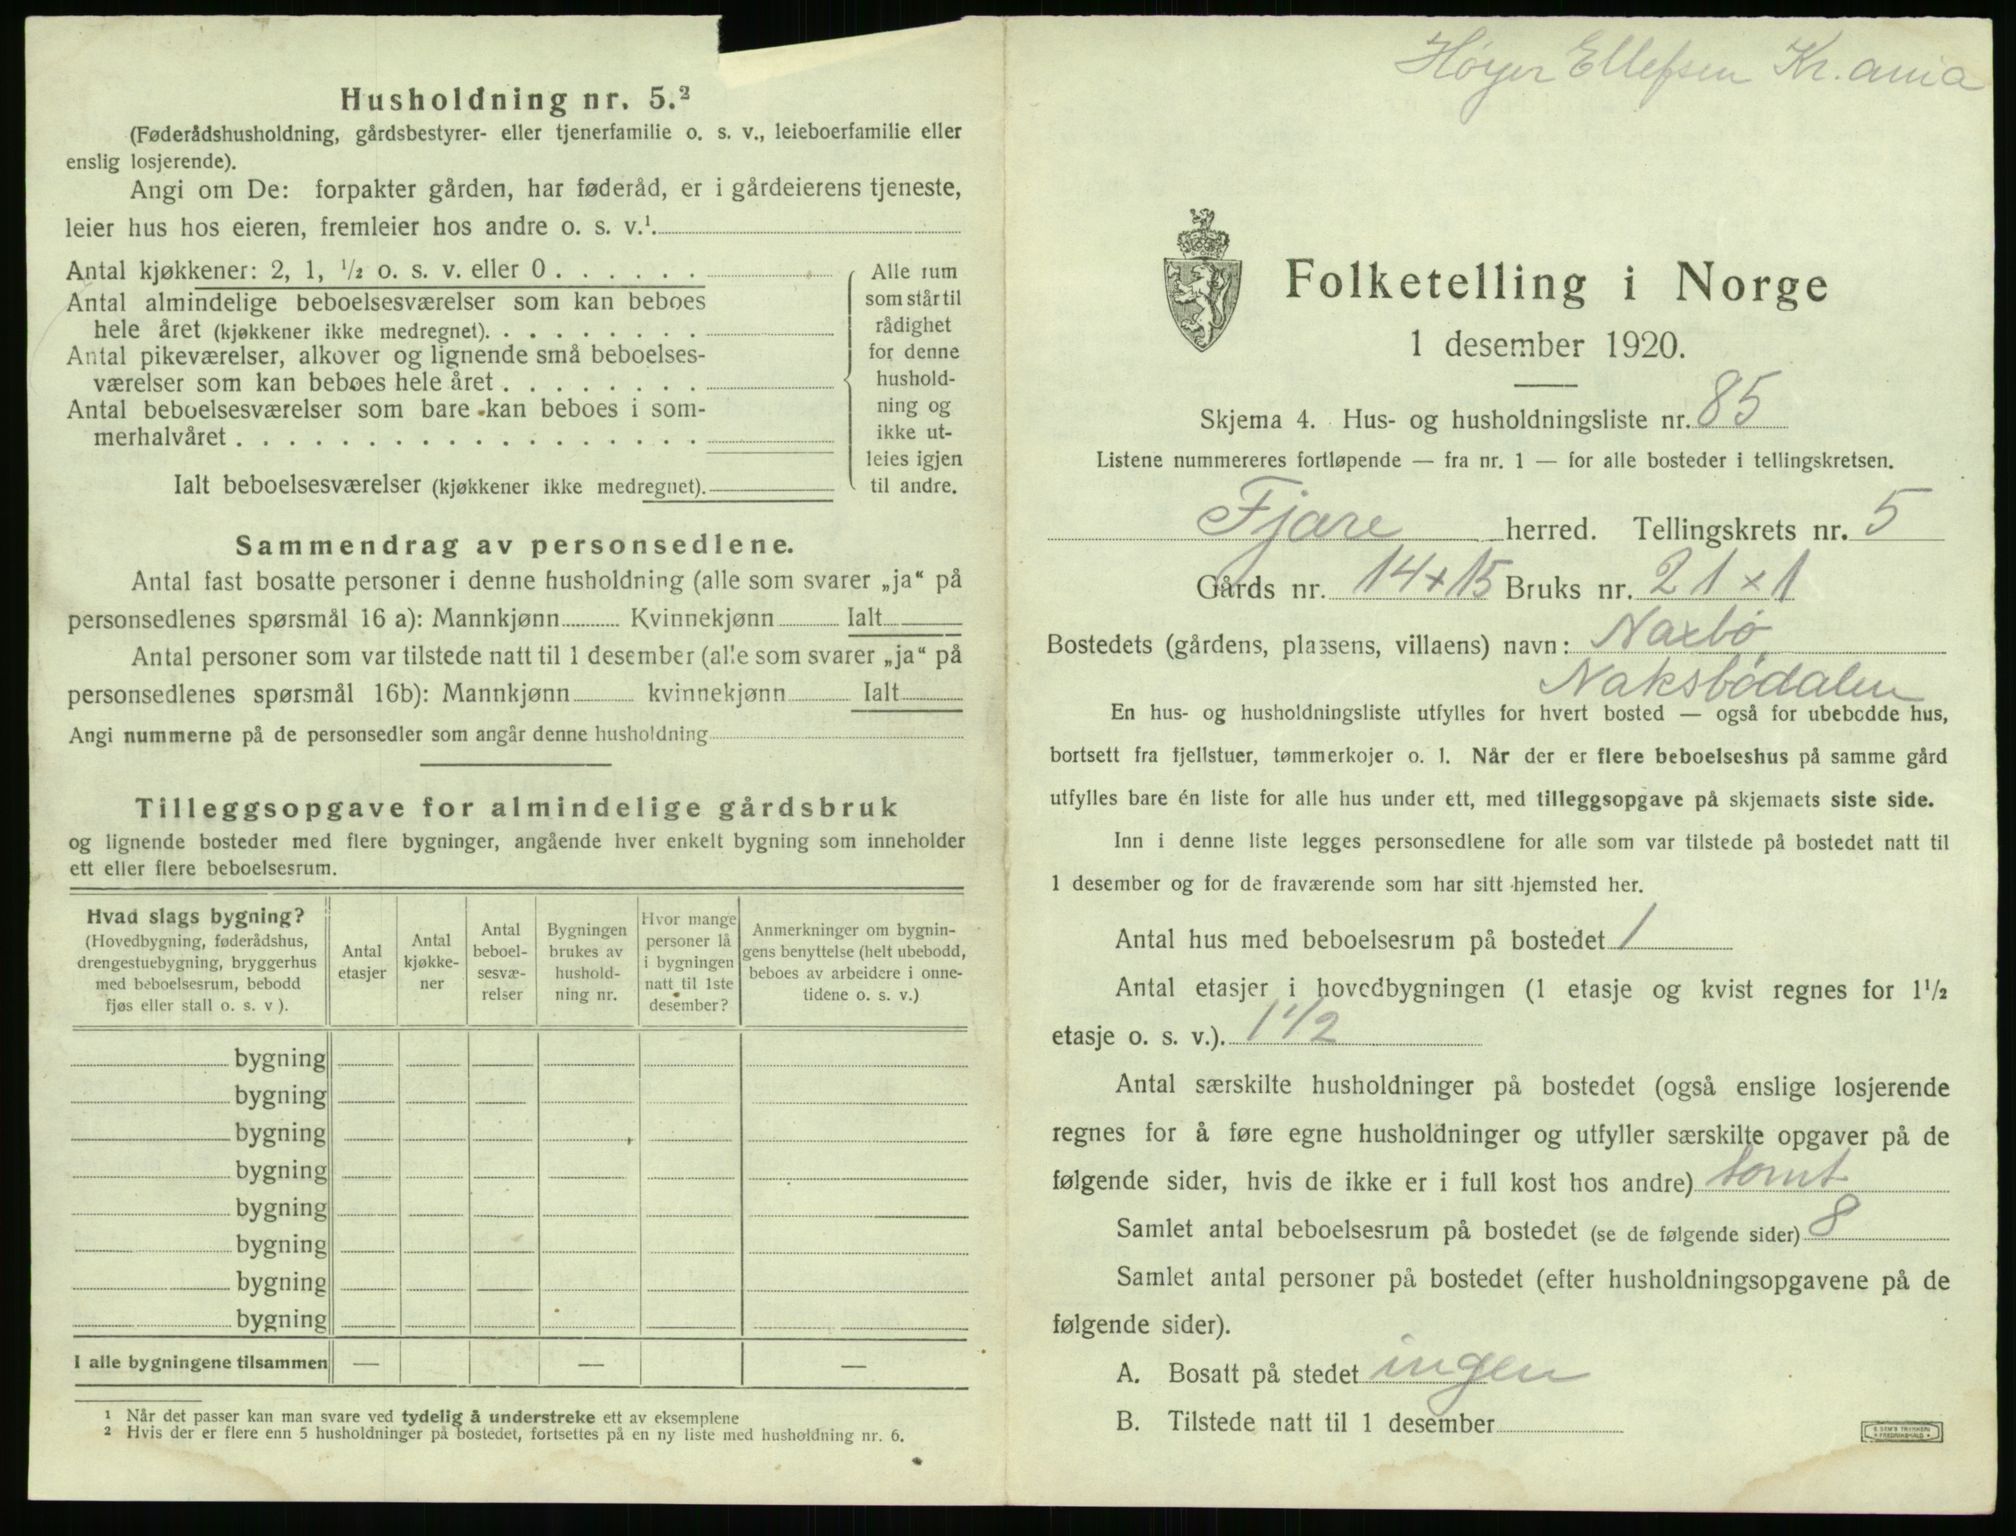 Husholdning nr. 5.²
(Føderådshusholdning, gårdsbestyrer- eller tjenerfamilie o. s. v., leieboerfamilie eller
enslig losjerende).
Angi om De: forpakter gården, har føderåd, er i gårdeierens tjeneste,
leier hus hos eieren, fremleier hos andre o. s. v.¹
Antal kjøkkener: 2, 1, ½ o. s. v. eller 0 . . . . . .
Antal almindelige beboelsesværelser som kan beboes
hele året (kjøkkener ikke medregnet). . . . . . . . .
Antal pikeværelser, alkover og lignende små beboelses-
værelser som kan beboes hele året . . . . . . . .
Antal beboelsesværelser som bare kan beboes i som-
merhalvåret . . . . . . . . . . . . . . . . . .
Ialt beboelsesværelser (kjøkkener ikke medregnet).
Alle rum
som står til
rådighet
for denne
hushold-
ning og
ikke ut-
leies igjen
til andre.
Sammendrag av personsedlene.
Antal fast bosatte personer i denne husholdning (alle som svarer „ja“ på
personsedlenes spørsmål 16 a): Mannkjønn Kvinnekjønn Ialt
Antal personer som var tilstede natt til 1 desember (alle som svarer „ja“ på
personsedlenes spørsmål 16b): Mannkjønn kvinnekjønn Ialt
Angi nummerne på de personsedler som angår denne husholdning
Tilleggsopgave for almindelige gårdsbruk
og lignende bosteder med flere bygninger, angående hver enkelt bygning som inneholder
ett eller flere beboelsesrum.
Hvad slags bygning?
(Hovedbygning, føderådshus,
drengestuebygning, bryggerhus
med beboelsesrum, bebodd
fjøs eller stall o. s. v ).
Antal
etasjer
Antal
kjøkke-
ner
Antal
beboel-
sesvæ-
relser
Bygningen
brukes av
hushold-
ning nr.
Hvor mange
personer lå
i bygningen
natt til 1ste
desember?
Anmerkninger om bygnin-
gens benyttelse (helt ubebodd,
beboes av arbeidere i onne-
tidene o. s. v.)
bygning
bygning
bygning
bygning
bygning
bygning
bygning
bygning
I alle bygningene tilsammen — — —
¹ Når det passer kan man svare ved tydelig å understreke ett av eksemplene
² Hvis der er flere enn 5 husholdninger på bostedet, fortsettes på en ny liste med husholdning nr. 6.
Høyer Ellefsen Kr.ania
Folketelling i Norge
1 desember 1920.
Skjema 4. Hus- og husholdningsliste nr. 85
Listene nummereres fortløpende — fra nr. 1 — for alle bosteder i tellingskretsen.
Fjære herred. Tellingskrets nr. 5
Gårds nr. 14 + 15 Bruks nr. 21 + 1
Bostedets (gårdens, plassens, villaens) navn: Naxbø
Naksbødalen
En hus- og husholdningsliste utfylles for hvert bosted — også for ubebodde hus,
bortsett fra fjellstuer, tømmerkojer o. l. Når der er flere beboelseshus på samme gård
utfylles bare én liste for alle hus under ett, med tilleggsopgave på skjemaets siste side.
Inn i denne liste legges personsedlene for alle som var tilstede på bostedet natt til
1 desember og for de fraværende som har sitt hjemsted her.
Antal hus med beboelsesrum på bostedet 1
Antal etasjer i hovedbygningen (1 etasje og kvist regnes for 1½
etasje o. s. v.). 1 1/2
Antal særskilte husholdninger på bostedet (også enslige losjerende
regnes for å føre egne husholdninger og utfyller særskilte opgaver på de
følgende sider, hvis de ikke er i full kost hos andre) tomt
Samlet antal beboelsesrum på bostedet (se de følgende sider) 8
Samlet antal personer på bostedet (efter husholdningsopgavene på de
følgende sider).
A. Bosatt på stedet ingen
B. Tilstede natt til 1 desember